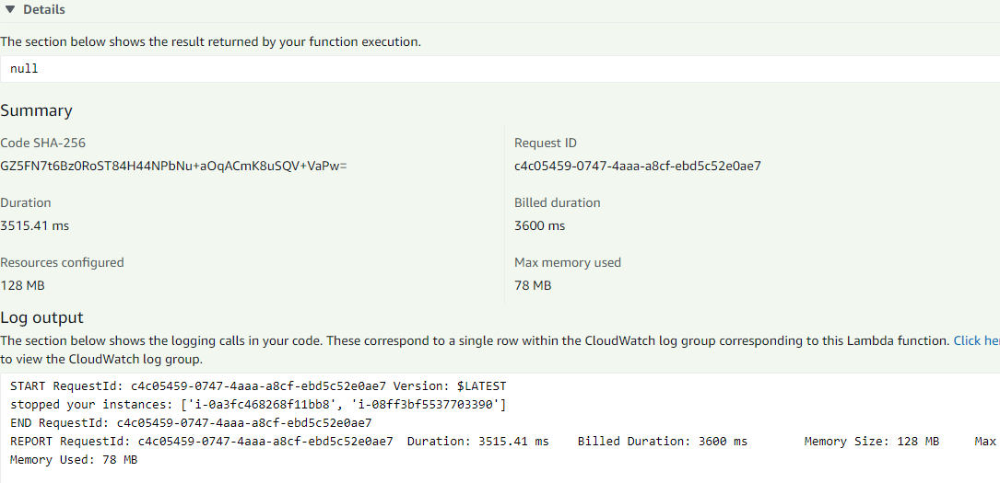 Details
The section below shows the result returned by your function execution.
null
Summary
Code SHA-256
Request ID
GZ5FN7t6Bz0RoST84H44NPbNu+aOqACmK8uSQV+VaPw=
c4c05459-0747-4aaa-a8cf-ebd5c52e0ae7
Duration
Billed duration
3515.41 ms
3600 ms
Resources configured
Max memory used
128 MB
78 MB
Log output
The section below shows the logging calls in your code. These correspond to a single row within the CloudWatch log group corresponding to this Lambda function. Click he
to view the CloudWatch log group.
START RequestId: c4c05459-0747-4aaa-a8cf-ebd5c52e0ae7 Version: $LATEST
stopped your instances: ['i-0a3fc468268f11bb8', 'i-08ff3bf5537703390']
END RequestId: c4c05459-0747-4aaa-a8cf-ebd5c52e0ae7
REPORT RequestId: c4c05459-0747-4aaa-a8cf-ebd5c52e0ae7 Duration: 3515.41 ms Billed Duration: 3600 ms Memory Size: 128 MB Max
Memory Used: 78 MB